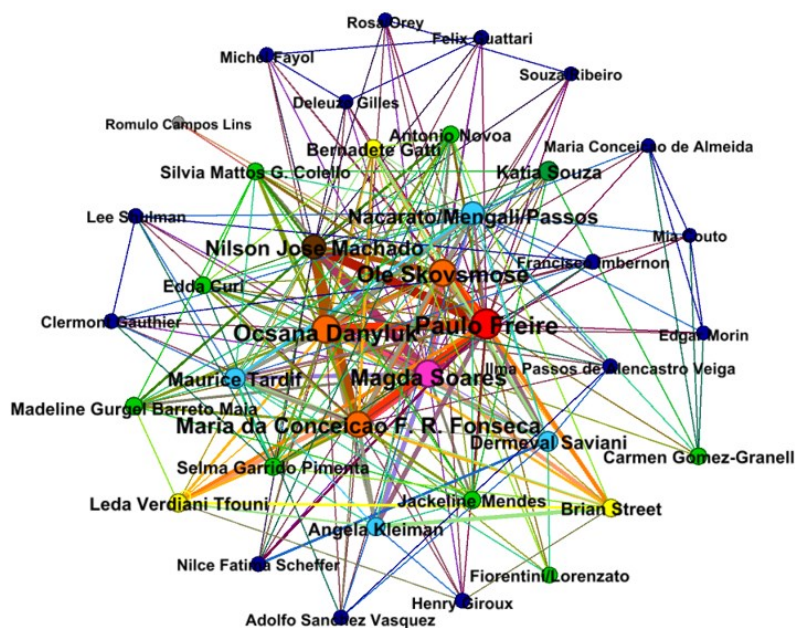 Rosa Orey
Felix Guattari
Michel Fayol
Souza Ribeiro
Deleuze Gilles
Romulo Campos Lins
Antonio Novoa
Bernadete Gatti
Maria Conceicao de Almeida
Silvia Mattos G. Colello
Katia Souza
Lee Shulman
Nacarato/Mengali/Passos
Mia Couto
Nilson Jose Machado
Ole Skovsmose
Francisco Imbernon
Edda Curi
Clermont Gauthier
Ocsana Danyluk
Paulo Freire
Edgar Morin
Ilma Passos de Alencastro Veiga
Maurice Tardif
Magda Soares
Madeline Gurgel Barreto Maia
Maria da Conceicao F. R. Fonseca
Dermeval Saviani
Carmen Gomez-Granell
Selma Garrido Pimenta
Leda Verdiani Tfouni
Jackeline Mendes
Brian Street
Angela Kleiman
Nilce Fatima Scheffer
Fiorentini/Lorenzato
Henry Giroux
Adolfo Sanchez Vasquez